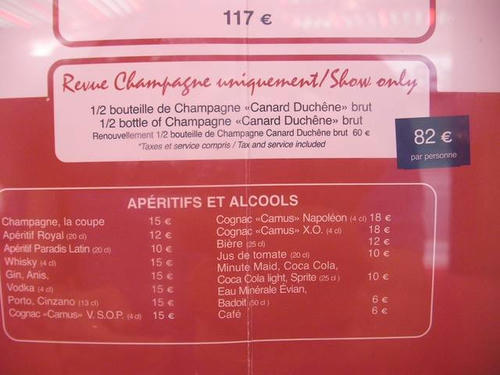 117 €
Revue Champagne uniquement/Show only
1/2 bouteille de Champagne «Canard Duchêne» brut
1/2 bottle of Champagne «Canard Duchêne» brut
Renouvellement 1/2 bouteille de Champagne Canard Duchêne brut 60 €
*Taxes et service compris / Tax and service included
82 €
par personne
APÉRITIFS ET ALCOOLS
Champagne, la coupe 15 €
Apéritif Royal (20 cl) 12 €
Apéritif Paradis Latin (20 cl) 10 €
Whisky (4 cl) 15 €
Gin, Anis, 15 €
Vodka (4 cl) 15 €
Porto, Cinzano (13 cl) 15 €
Cognac «Camus» V.S.O.P. (4 cl) 15 €
Cognac «Camus» Napoléon (4 cl) 18 €
Cognac «Camus» X.O. (4 cl) 18 €
Bière (25 cl) 12 €
Jus de tomate (20 cl) 10 €
Minute Maid, Coca Cola,
Coca Cola light, Sprite (25 cl) 10 €
Eau Minérale Évian,
Badoit (50 cl) 6 €
Café 6 €